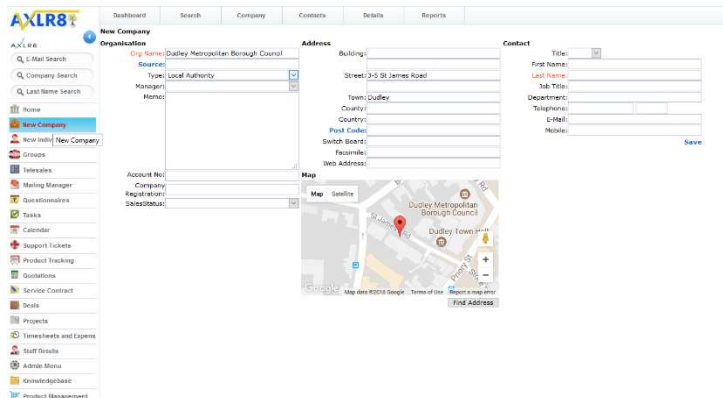 AXLR8
Dashboard Search Company Contacts Details Reports
AXLR8
E-Mail Search
Company Search
Last Name Search
Home
New Company
New Indiv
New Company
Groups
Telesales
Mailing Manager
Questionnaires
Tasks
Calendar
Support Tickets
Product Tracking
Quotations
Service Contract
Deals
Projects
Timesheets and Expens
Staff Details
Admin Menu
Knowledgebase
Product Management
New Company
Organisation
Org Name: Dudley Metropolitan Borough Council
Source:
Type: Local Authority
Manager:
Memo:
Account No:
Company Registration:
SalesStatus:
Address
Building:
Street: 3-5 St James Road
Town: Dudley
County:
Country:
Post Code:
Switch Board:
Facsimile:
Web Address:
Map
Map Satellite
Dudley Metropolitan
Borough Council
St James's Rd
Dudley Town Hall
Priory St
Google
Map data ©2018 Google Terms of Use Report a map error
Find Address
Contact
Title:
First Name:
Last Name:
Job Title:
Department:
Telephone:
E-Mail:
Mobile:
Save